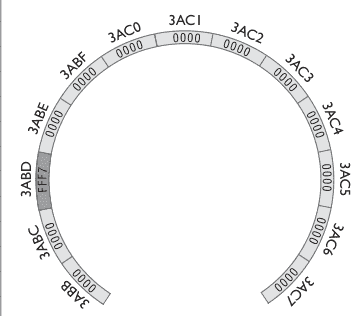 3ABB 0000
3ABC 0000
3ABD FFF7
3ABE 0000
3ABF 0000
3AC0 0000
3AC1 0000
3AC2 0000
3AC3 0000
3AC4 0000
3AC5 0000
3AC6 0000
3AC7 0000